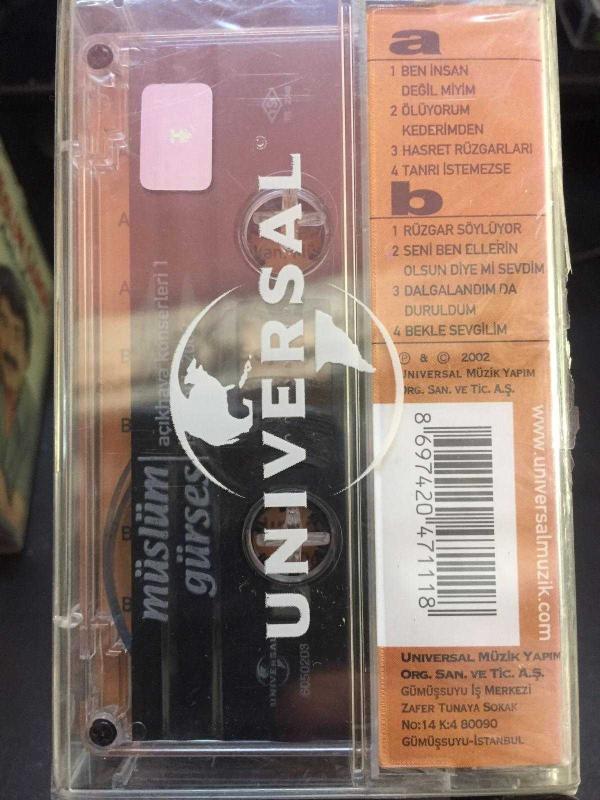 a
1 BEN İNSAN
DEĞİL MİYİM
2 ÖLÜYORUM
KEDERİMDEN
3 HASRET RÜZGARLARI
4 TANRI İSTEMEZSE
b
1 RÜZGAR SÖYLÜYOR
2 SENİ BEN ELLERİN
OLSUN DİYE Mİ SEVDİM
3 DALGALANDIM DA
DURULDUM
4 BEKLE SEVGİLİM
℗ & © 2002
UNIVERSAL MÜZİK YAPIM
ORG. SAN. VE TİC. A.Ş.
8 697420 471118
www.universalmuzik.com
UNIVERSAL MÜZİK YAPIM
ORG. SAN. VE TİC. A.Ş.
GÜMÜŞSUYU İŞ MERKEZİ
ZAFER TUNAYA SOKAK
NO:14 K:4 80090
GÜMÜŞSUYU-İSTANBUL
UNIVERSAL
müslüm
gürses
açıkhava konserleri 1
UNIVERSAL
6050203